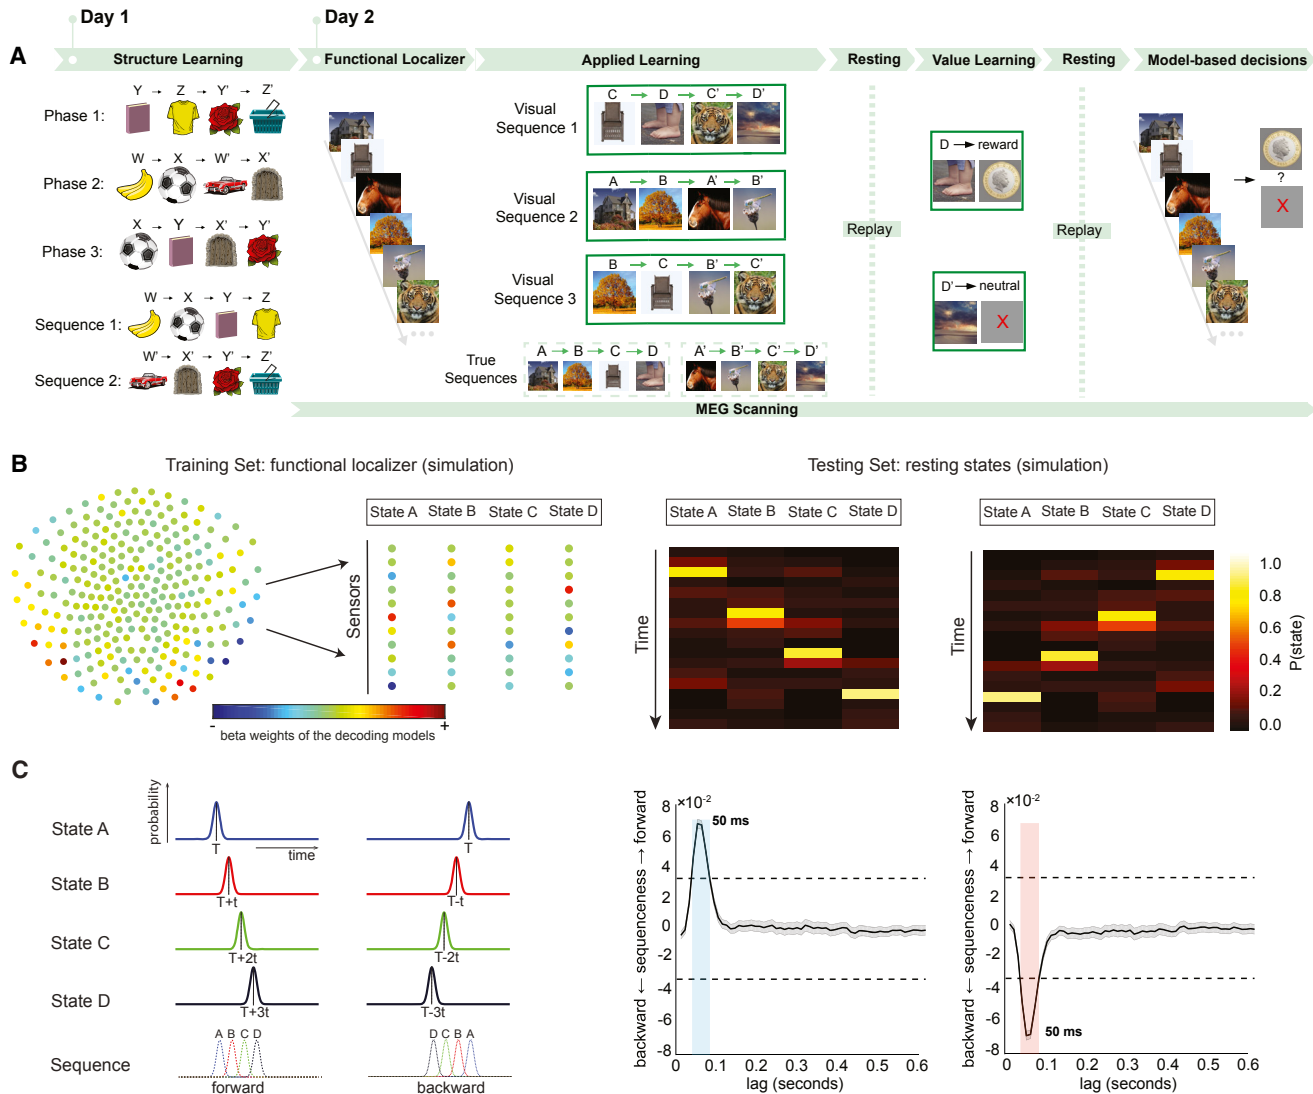 Day 1
Day 2
A
Structure Learning
Functional Localizer
Applied Learning
Resting
Value Learning
Resting
Model-based decisions
Phase 1:
Y → Z → Y' → Z'
Phase 2:
W → X → W' → X'
Phase 3:
X → Y → X' → Y'
Sequence 1:
W → X → Y → Z
Sequence 2:
W' → X' → Y' → Z'
Visual
Sequence 1
C → D → C' → D'
Visual
Sequence 2
A → B → A' → B'
Visual
Sequence 3
B → C → B' → C'
True
Sequences
A → B → C → D
A' → B' → C' → D'
Replay
D → reward
D' → neutral
X
Replay
?
X
MEG Scanning
B
Training Set: functional localizer (simulation)
Testing Set: resting states (simulation)
State A State B State C State D
Sensors
- +
beta weights of the decoding models
State A State B State C State D
Time
State A State B State C State D
Time
1.0
0.8
0.6
0.4
0.2
0.0
P(state)
C
probability
time
State A
T
T
State B
T+t
T-t
State C
T+2t
T-2t
State D
T+3t
T-3t
Sequence
A B C D
D C B A
forward
backward
×10-2
8
6
4
2
0
-2
-4
-6
-8
backward ← sequenceness → forward
50 ms
0 0.1 0.2 0.3 0.4 0.5 0.6
lag (seconds)
×10-2
8
6
4
2
0
-2
-4
-6
-8
backward ← sequenceness → forward
50 ms
0 0.1 0.2 0.3 0.4 0.5 0.6
lag (seconds)